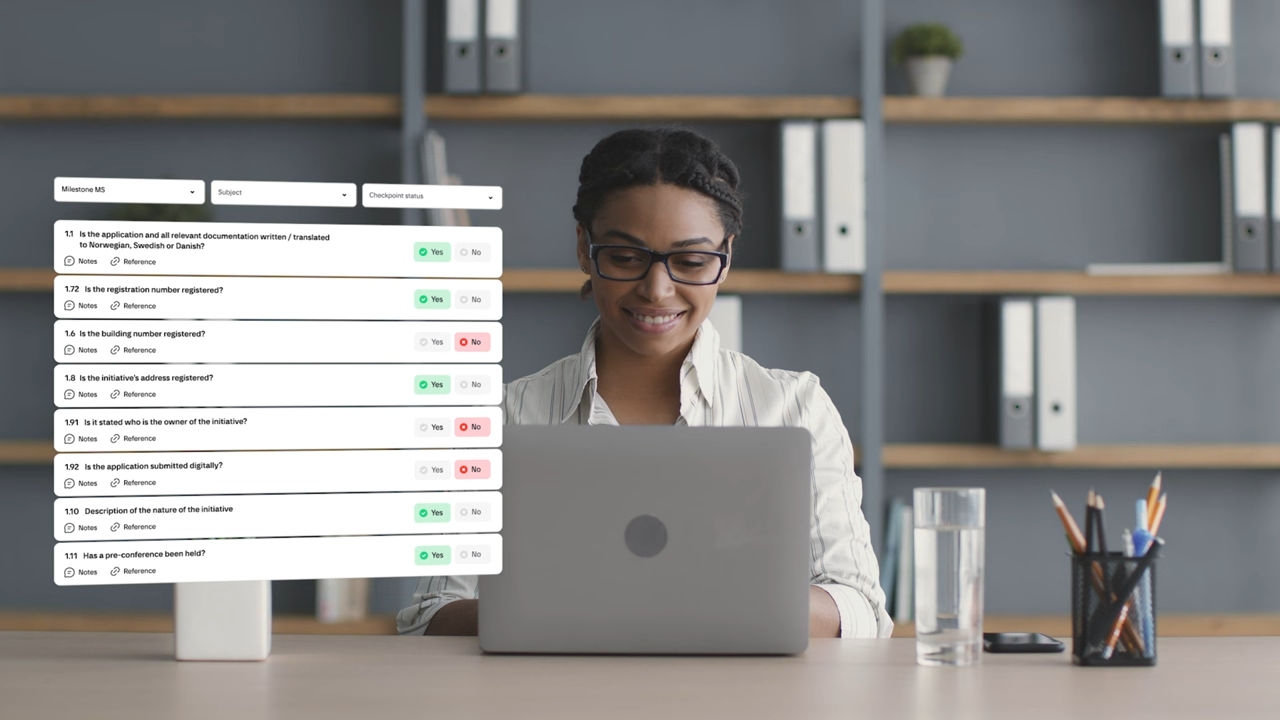 Milestone MS
Subject
Checkpoint status
1.1 Is the application and all relevant documentation written / translated
to Norwegian, Swedish or Danish?
Yes No
Notes Reference
1.72 Is the registration number registered?
Yes No
Notes Reference
1.6 Is the building number registered?
Yes No
Notes Reference
1.8 Is the initiative's address registered?
Yes No
Notes Reference
1.91 Is it stated who is the owner of the initiative?
Yes No
Notes Reference
1.92 Is the application submitted digitally?
Yes No
Notes Reference
1.10 Description of the nature of the initiative
Yes No
Notes Reference
1.11 Has a pre-conference been held?
Yes No
Notes Reference